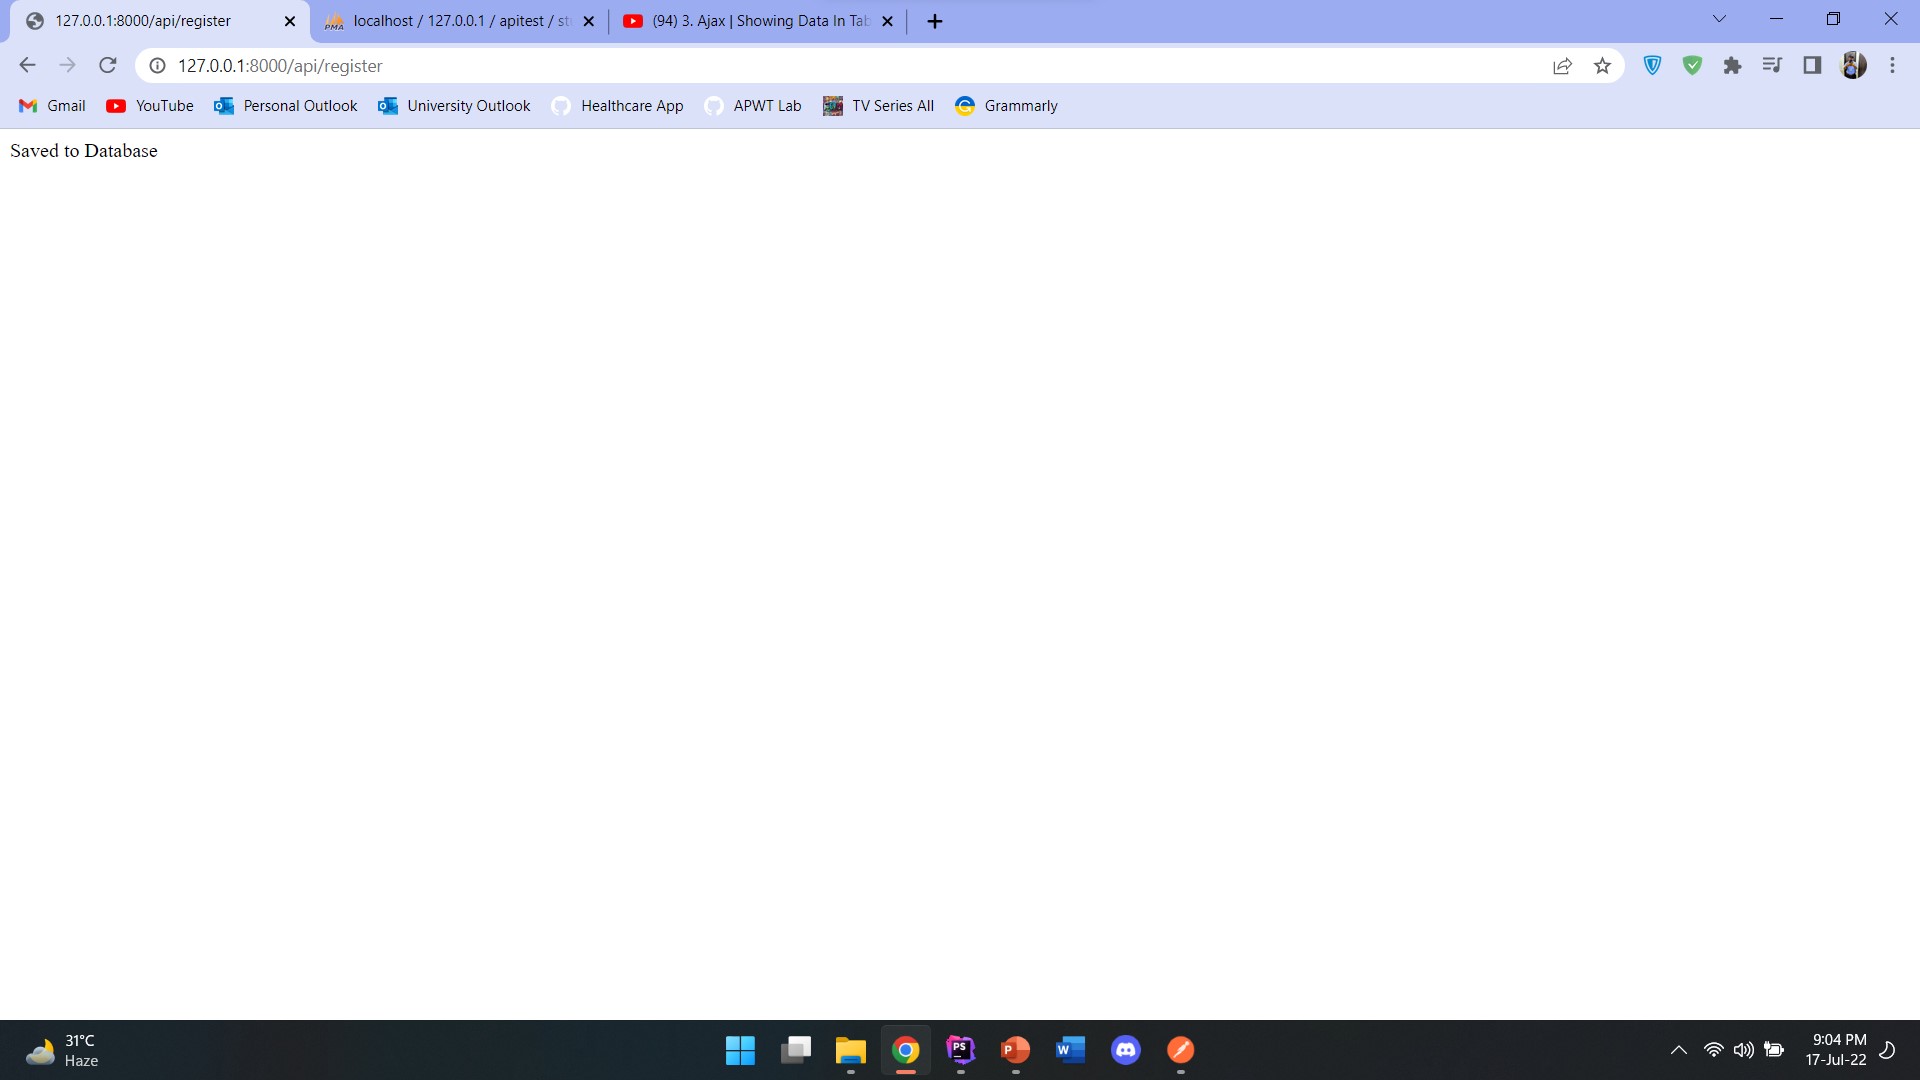 127.0.0.1:8000/api/register
localhost / 127.0.0.1 / apitest / st
(94) 3. Ajax | Showing Data In Tab
127.0.0.1:8000/api/register
Gmail
YouTube
Personal Outlook
University Outlook
Healthcare App
APWT Lab
TV Series All
Grammarly
Saved to Database
31°C
Haze
9:04 PM
17-Jul-22